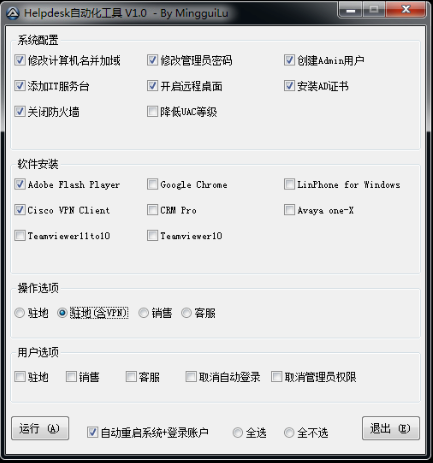 Helpdesk自动化工具 V1.0 - By MingguiLu
系统配置
修改计算机名并加域 修改管理员密码 创建Admin用户
添加IT服务台 开启远程桌面 安装AD证书
关闭防火墙 降低UAC等级
软件安装
Adobe Flash Player Google Chrome LinPhone for Windows
Cisco VPN Client CRM Pro Avaya one-X
Teamviewer11to10 Teamviewer10
操作选项
驻地 驻地(含VPN) 销售 客服
用户选项
驻地 销售 客服 取消自动登录 取消管理员权限
运行 (A) 自动重启系统+登录账户 全选 全不选 退出 (E)